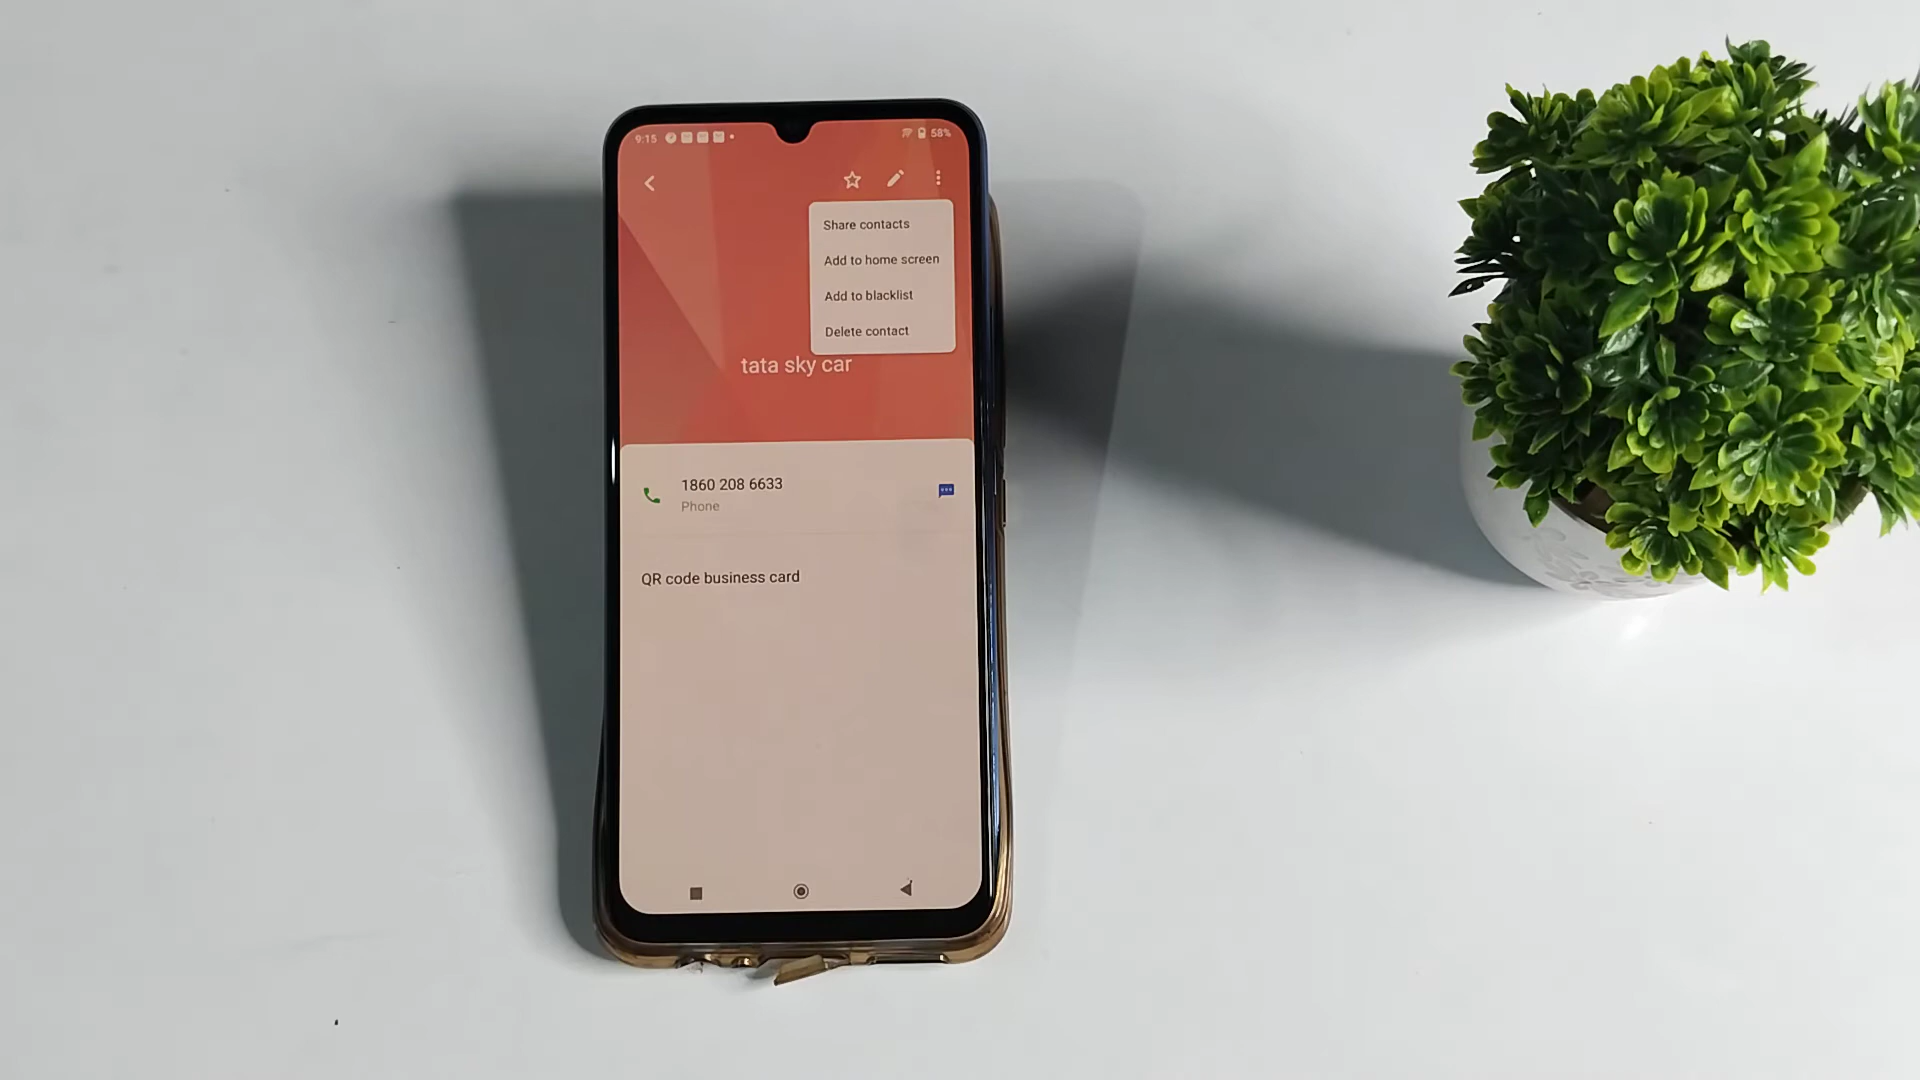 9:15
58%
Share contacts
Add to home screen
Add to blacklist
Delete contact
tata sky car
1860 208 6633
Phone
QR code business card